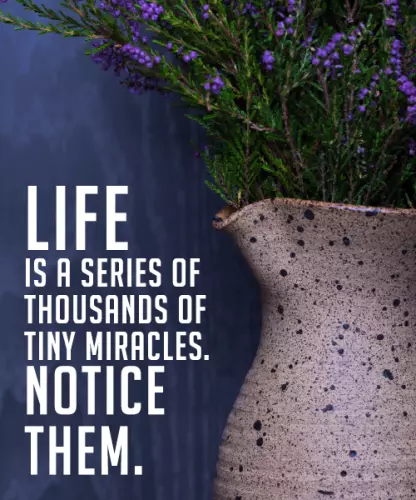 LIFE
IS A SERIES OF
THOUSANDS OF
TINY MIRACLES.
NOTICE
THEM.